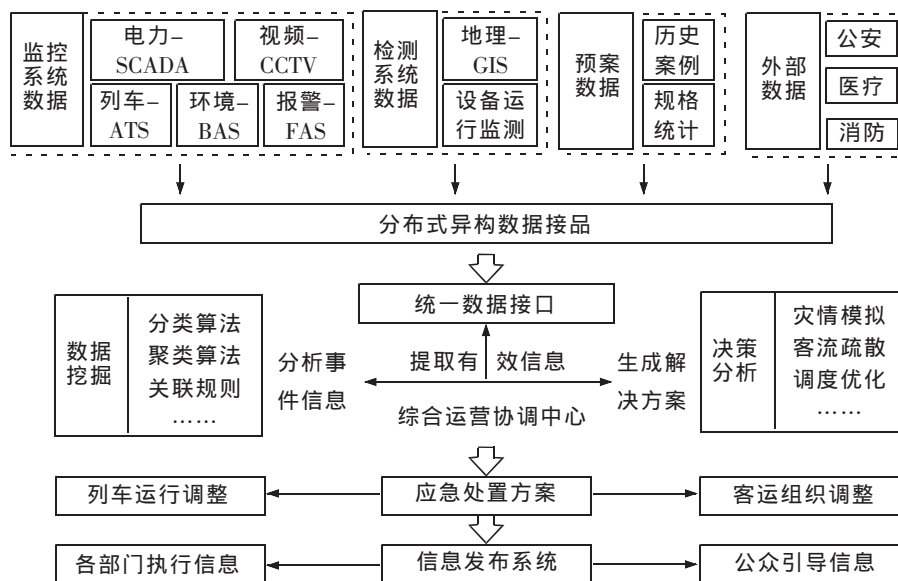 监控
系统
数据
电力–
SCADA
视频–
CCTV
列车–
ATS
环境–
BAS
报警–
FAS
检测
系统
数据
地理–
GIS
设备运
行监测
预案
数据
历史
案例
规格
统计
外部
数据
公安
医疗
消防
分布式异构数据接品
统一数据接口
数据
挖掘
分类算法
聚类算法
关联规则
……
分析事
件信息
提取有 效信息
生成解
决方案
综合运营协调中心
决策
分析
灾情模拟
客流疏散
调度优化
……
列车运行调整
应急处置方案
客运组织调整
各部门执行信息
信息发布系统
公众引导信息